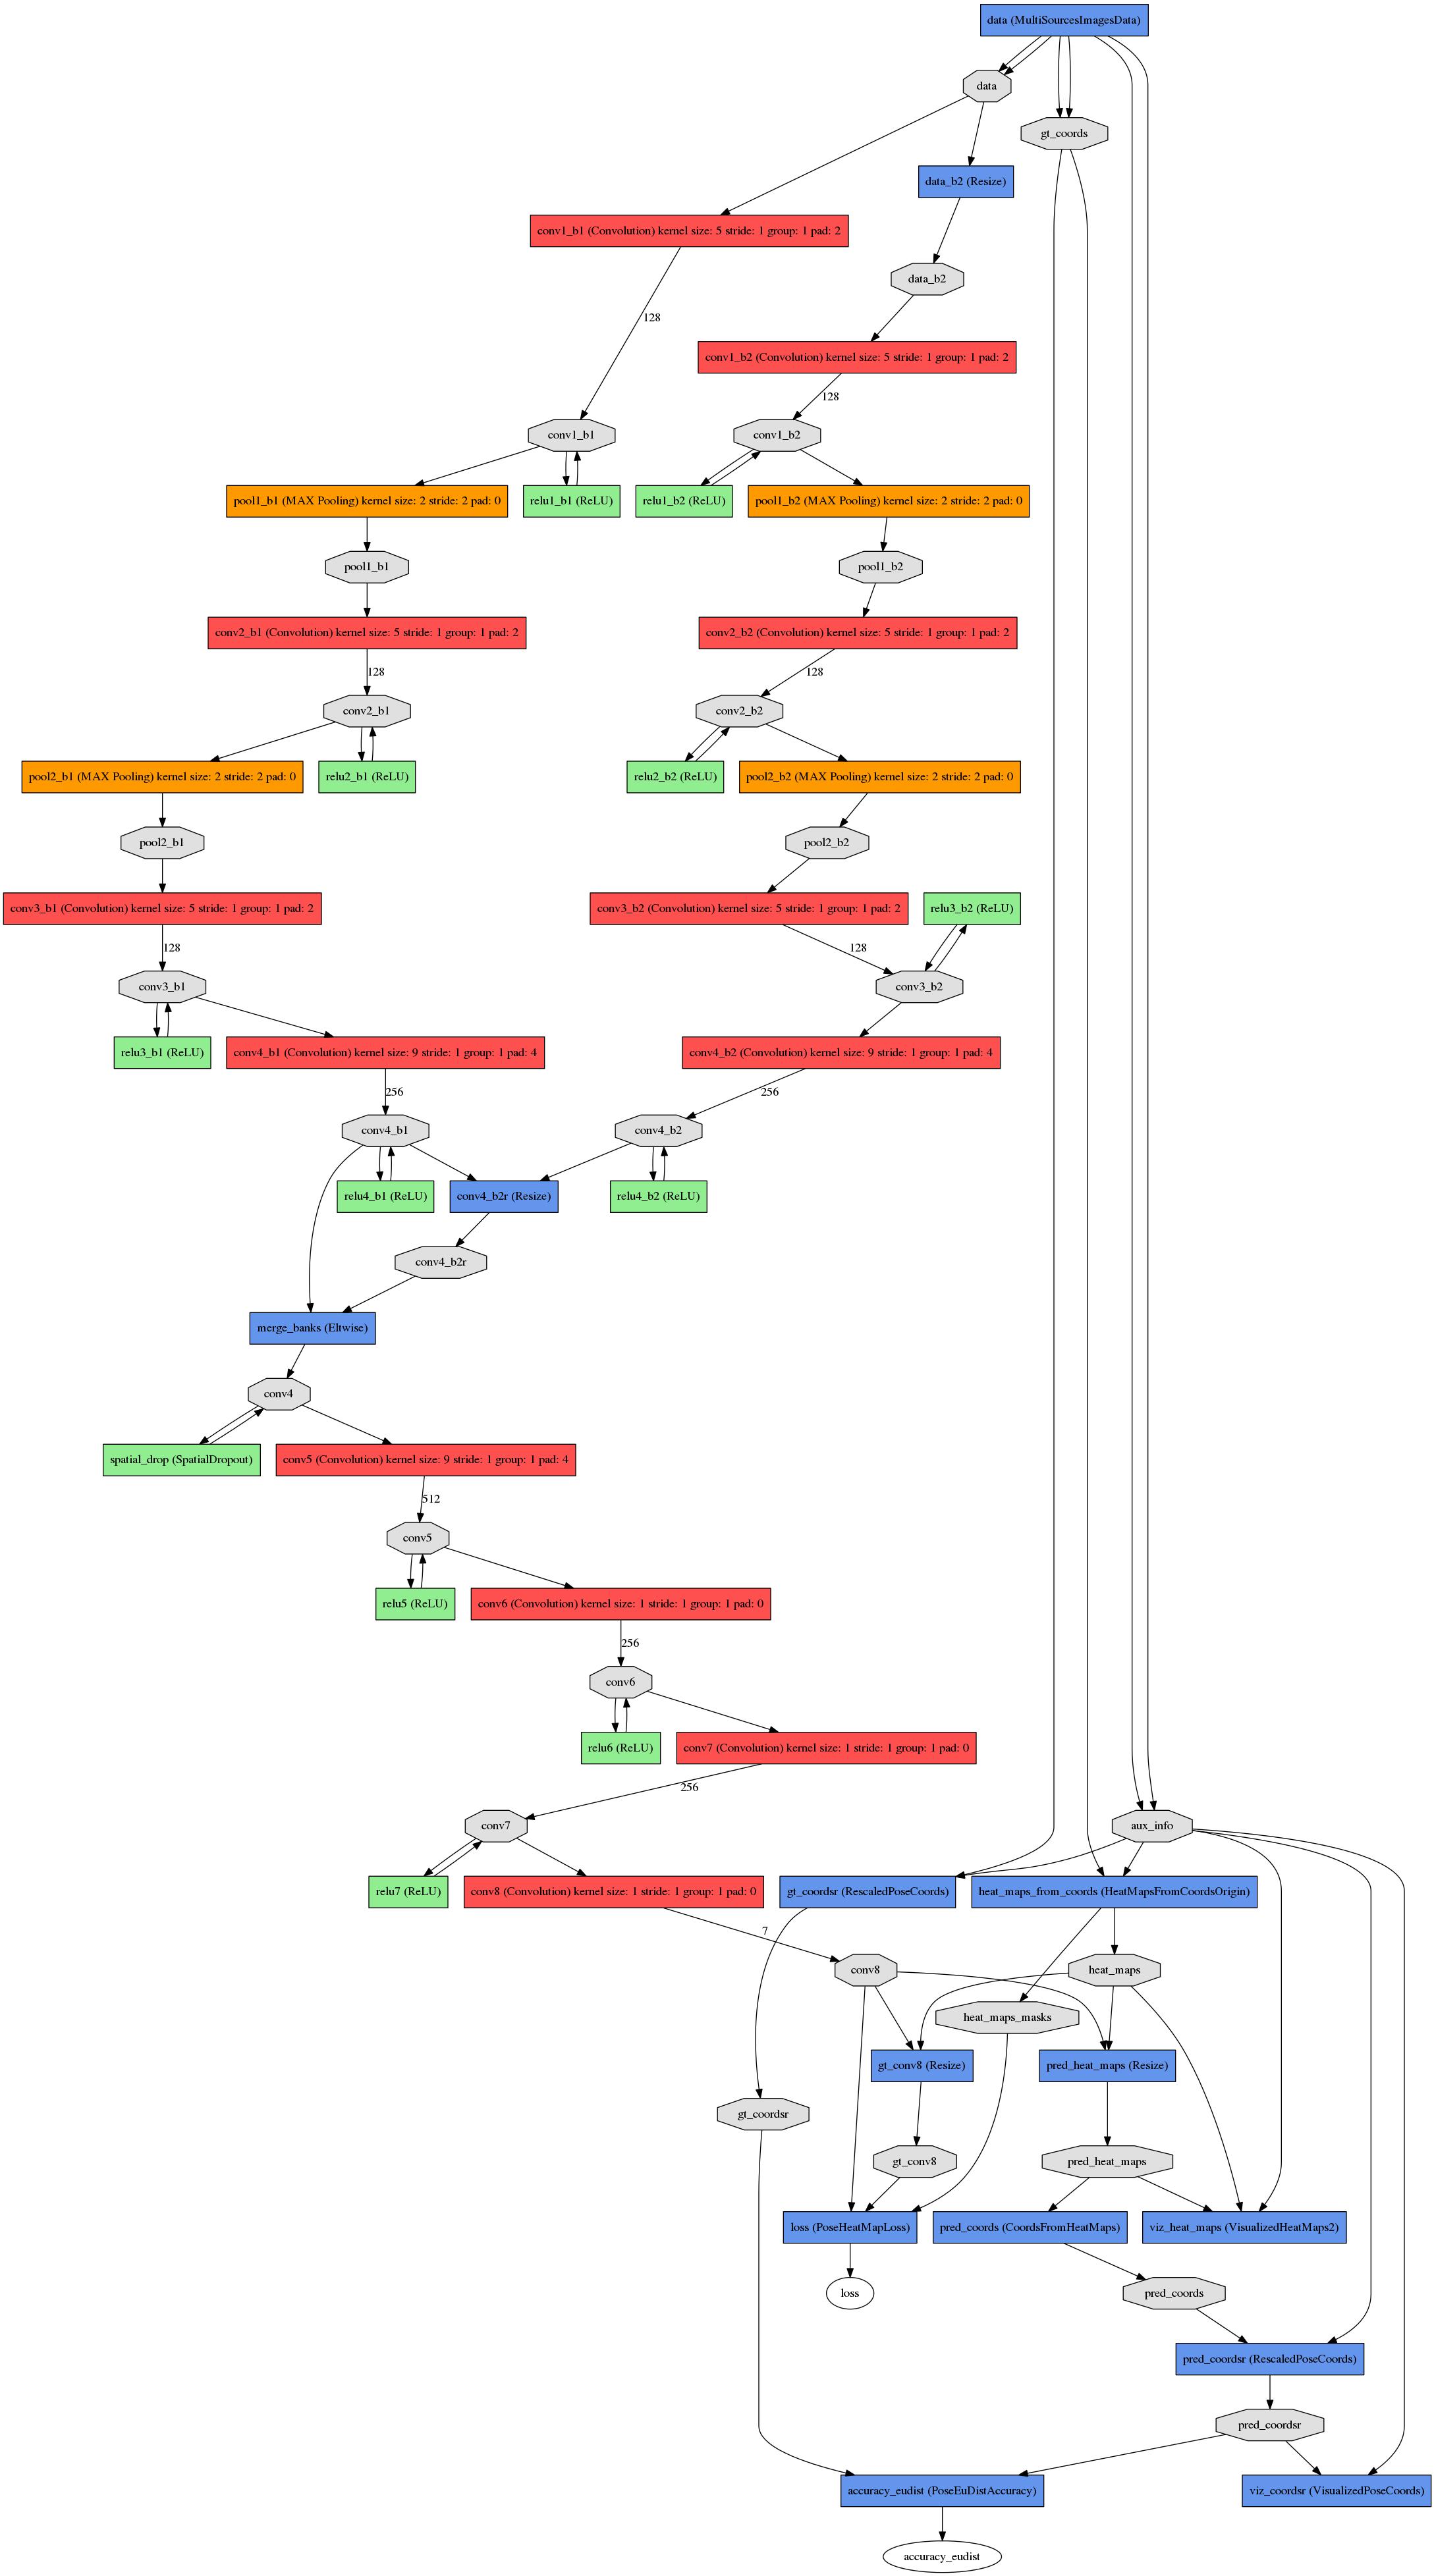 data (MultiSourcesImagesData)
data
gt_coords
data_b2 (Resize)
conv1_b1 (Convolution) kernel size: 5 stride: 1 group: 1 pad: 2
data_b2
128
conv1_b2 (Convolution) kernel size: 5 stride: 1 group: 1 pad: 2
128
conv1_b1
conv1_b2
pool1_b1 (MAX Pooling) kernel size: 2 stride: 2 pad: 0
relu1_b1 (ReLU)
relu1_b2 (ReLU)
pool1_b2 (MAX Pooling) kernel size: 2 stride: 2 pad: 0
pool1_b1
pool1_b2
conv2_b1 (Convolution) kernel size: 5 stride: 1 group: 1 pad: 2
conv2_b2 (Convolution) kernel size: 5 stride: 1 group: 1 pad: 2
128
128
conv2_b1
conv2_b2
pool2_b1 (MAX Pooling) kernel size: 2 stride: 2 pad: 0
relu2_b1 (ReLU)
relu2_b2 (ReLU)
pool2_b2 (MAX Pooling) kernel size: 2 stride: 2 pad: 0
pool2_b1
pool2_b2
conv3_b1 (Convolution) kernel size: 5 stride: 1 group: 1 pad: 2
conv3_b2 (Convolution) kernel size: 5 stride: 1 group: 1 pad: 2
relu3_b2 (ReLU)
128
128
conv3_b1
conv3_b2
relu3_b1 (ReLU)
conv4_b1 (Convolution) kernel size: 9 stride: 1 group: 1 pad: 4
conv4_b2 (Convolution) kernel size: 9 stride: 1 group: 1 pad: 4
256
256
conv4_b1
conv4_b2
relu4_b1 (ReLU)
conv4_b2r (Resize)
relu4_b2 (ReLU)
conv4_b2r
merge_banks (Eltwise)
conv4
spatial_drop (SpatialDropout)
conv5 (Convolution) kernel size: 9 stride: 1 group: 1 pad: 4
512
conv5
relu5 (ReLU)
conv6 (Convolution) kernel size: 1 stride: 1 group: 1 pad: 0
256
conv6
relu6 (ReLU)
conv7 (Convolution) kernel size: 1 stride: 1 group: 1 pad: 0
256
conv7
aux_info
relu7 (ReLU)
conv8 (Convolution) kernel size: 1 stride: 1 group: 1 pad: 0
gt_coordsr (RescaledPoseCoords)
heat_maps_from_coords (HeatMapsFromCoordsOrigin)
7
conv8
heat_maps
heat_maps_masks
gt_conv8 (Resize)
pred_heat_maps (Resize)
gt_coordsr
gt_conv8
pred_heat_maps
loss (PoseHeatMapLoss)
pred_coords (CoordsFromHeatMaps)
viz_heat_maps (VisualizedHeatMaps2)
loss
pred_coords
pred_coordsr (RescaledPoseCoords)
pred_coordsr
accuracy_eudist (PoseEuDistAccuracy)
viz_coordsr (VisualizedPoseCoords)
accuracy_eudist